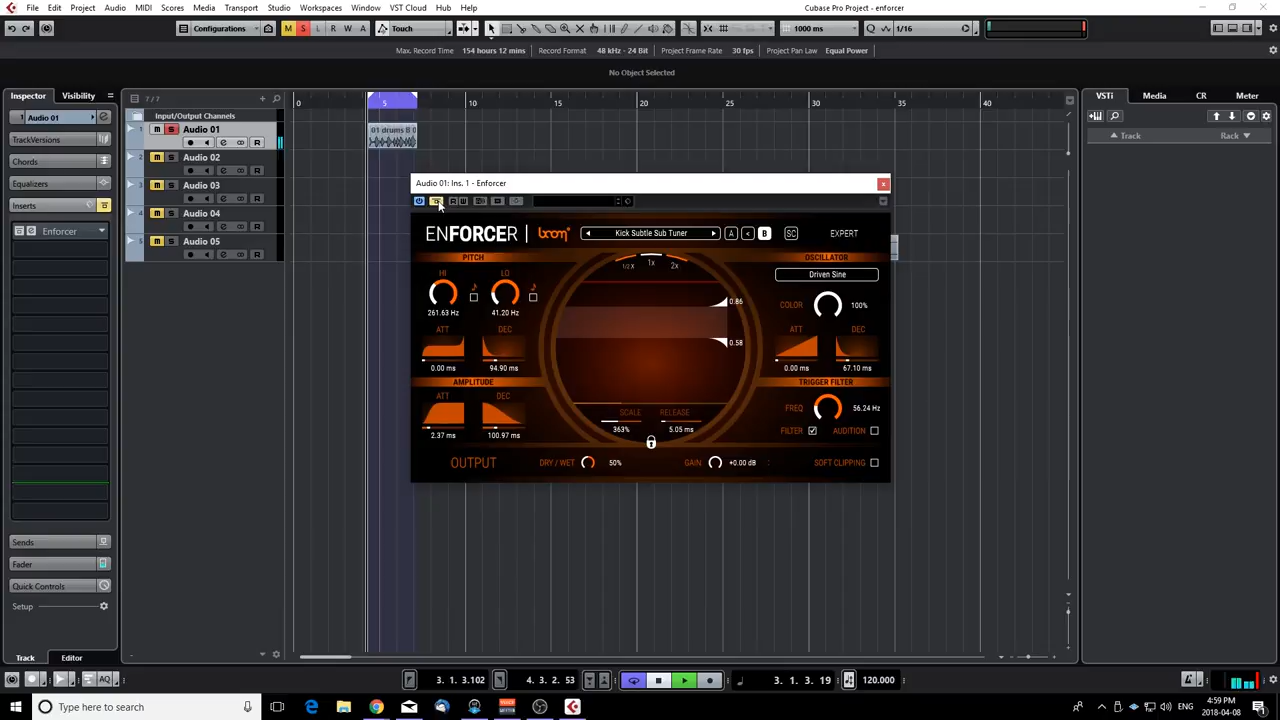 File Edit Project Audio MIDI Scores Media Transport Studio Workspaces Window VST Cloud Hub Help
Cubase Pro Project - enforcer
Configurations M S L R W A Touch 1000 ms Q 1/16
Max. Record Time 154 hours 12 mins Record Format 48 kHz - 24 Bit Project Frame Rate 30 fps Project Pan Law Equal Power
No Object Selected
Inspector Visibility
7 / 7
0 5 10 15 20 25 30 35 40
VSTi Media CR Meter
Input/Output Channels
Track
1 Audio 01
TrackVersions
Chords
Equalizers
Inserts
Enforcer
Sends
Fader
Quick Controls
Setup
Track Editor
1 M S Audio 01
R
2 M S Audio 02
R
3 M S Audio 03
R
4 M S Audio 04
R
5 M S Audio 05
R
01 drums B 0
Audio 01: Ins. 1 - Enforcer
R W
ENFORCER boom Kick Subtle Sub Tuner A < B SC EXPERT
PITCH
HI LO
261.63 Hz 41.20 Hz
ATT DEC
0.00 ms 94.90 ms
AMPLITUDE
ATT DEC
2.37 ms 100.97 ms
1/2x 1x 2x
0.86
0.58
SCALE RELEASE
363% 5.05 ms
OSCILLATOR
Driven Sine
COLOR 100%
ATT DEC
0.00 ms 67.10 ms
TRIGGER FILTER
FREQ 56.24 Hz
FILTER AUDITION
OUTPUT DRY / WET 50% GAIN +0.00 dB SOFT CLIPPING
AQ
3. 1. 3.102 4. 3. 2. 53 3. 1. 3. 19 120.000
Type here to search
4:59 PM
2018-04-08